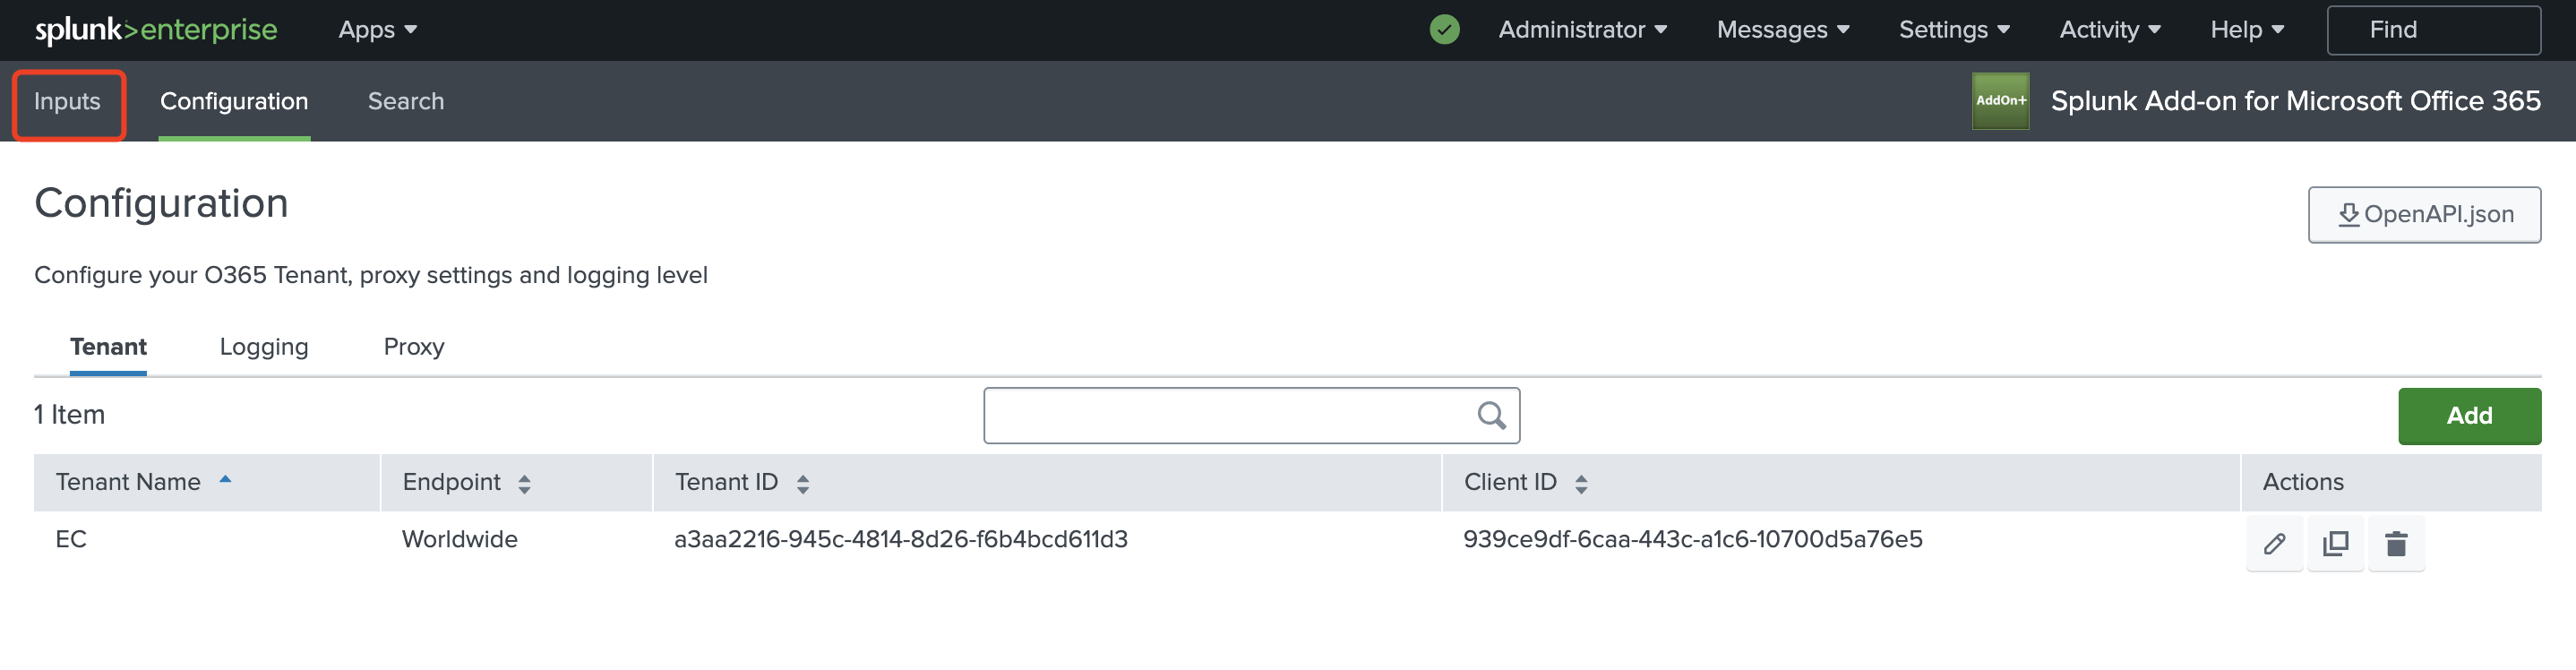 splunk>enterprise Apps Administrator Messages Settings Activity Help Find
Inputs Configuration Search AddOn+ Splunk Add-on for Microsoft Office 365
Configuration
OpenAPI.json
Configure your O365 Tenant, proxy settings and logging level
Tenant Logging Proxy
1 Item Add
Tenant Name Endpoint Tenant ID Client ID Actions
EC Worldwide a3aa2216-945c-4814-8d26-f6b4bcd611d3 939ce9df-6caa-443c-a1c6-10700d5a76e5